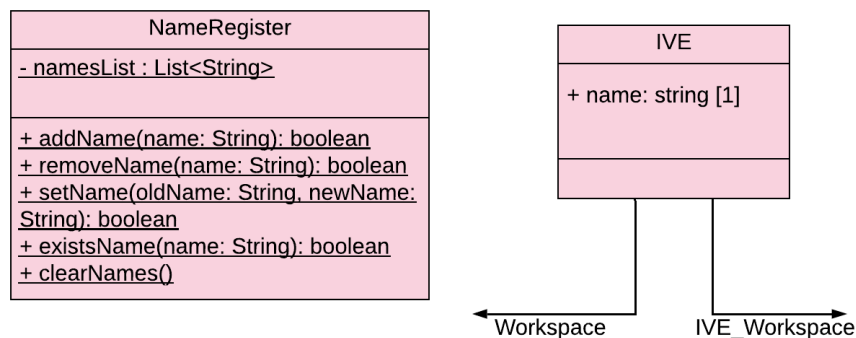 NameRegister
- namesList : List<String>
+ addName(name: String): boolean
+ removeName(name: String): boolean
+ setName(oldName: String, newName:
String): boolean
+ existsName(name: String): boolean
+ clearNames()
IVE
+ name: string [1]
Workspace
IVE_Workspace